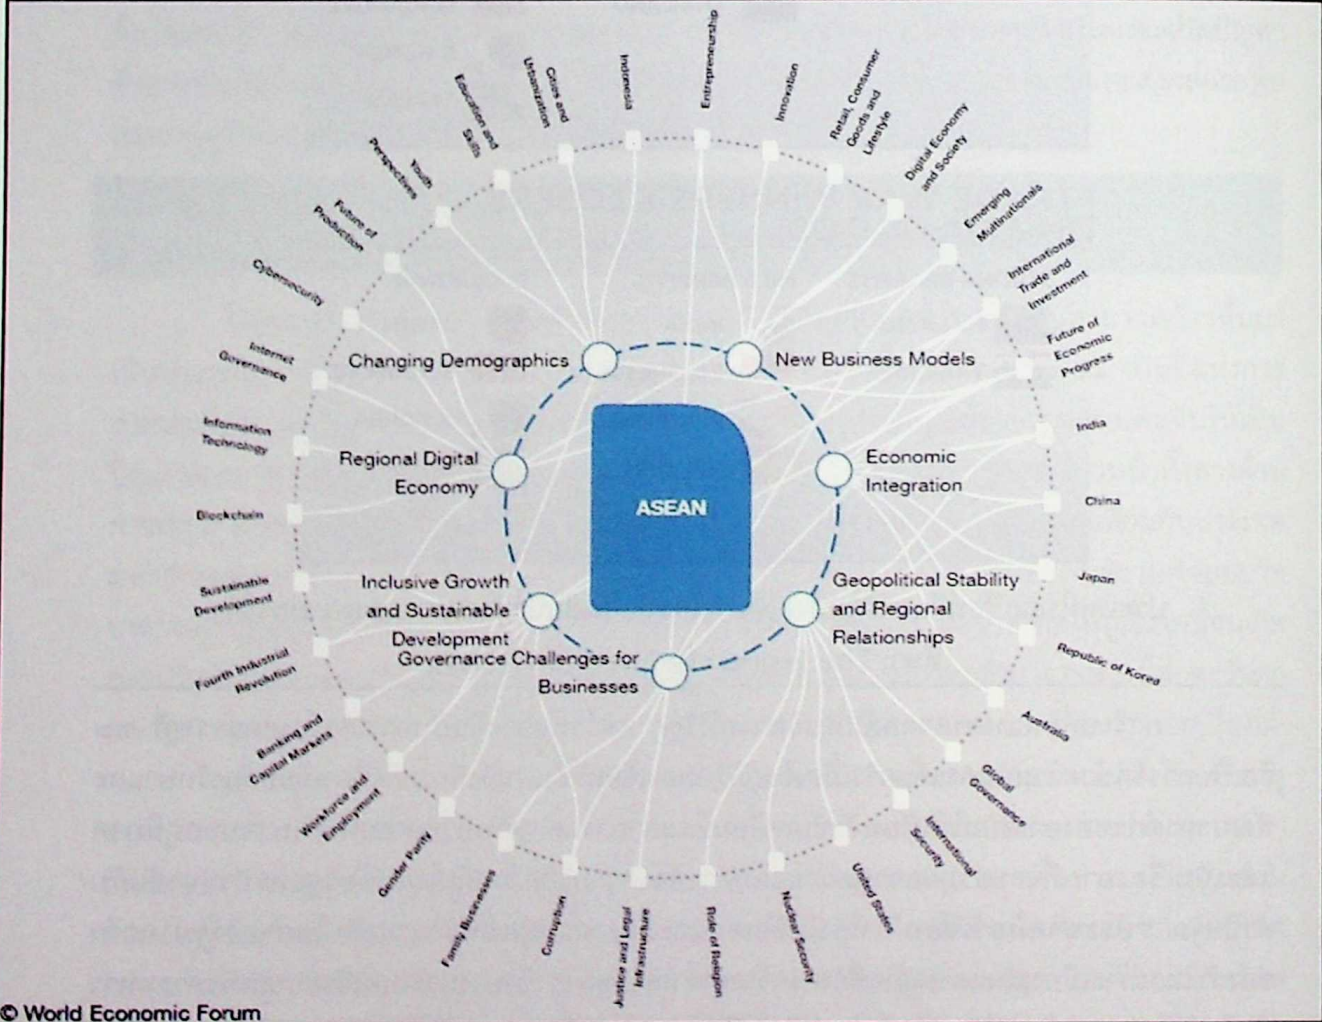 Entrepreneurship
Indonesia
Innovation
Cities and
Urbanization
Retail, Consumer
Goods and
Lifestyle
Education and
Skills
Digital Economy
and Society
Youth
Perspectives
Emerging
Multinationals
Future of
Production
International
Trade and
Investment
Cybersecurity
Future of
Economic
Progress
Internet
Governance
Changing Demographics
New Business Models
India
Information
Technology
Regional Digital
Economy
Economic
Integration
China
ASEAN
Blockchain
Japan
Sustainable
Development
Inclusive Growth
and Sustainable
Development
Geopolitical Stability
and Regional
Relationships
Republic of Korea
Governance Challenges for
Businesses
Fourth Industrial
Revolution
Australia
Banking and
Capital Markets
Global
Governance
Workforce and
Employment
International
Security
Gender Parity
United States
Family Businesses
Nuclear Security
Corruption
Role of Religion
Justice and Legal
Infrastructure
© World Economic Forum